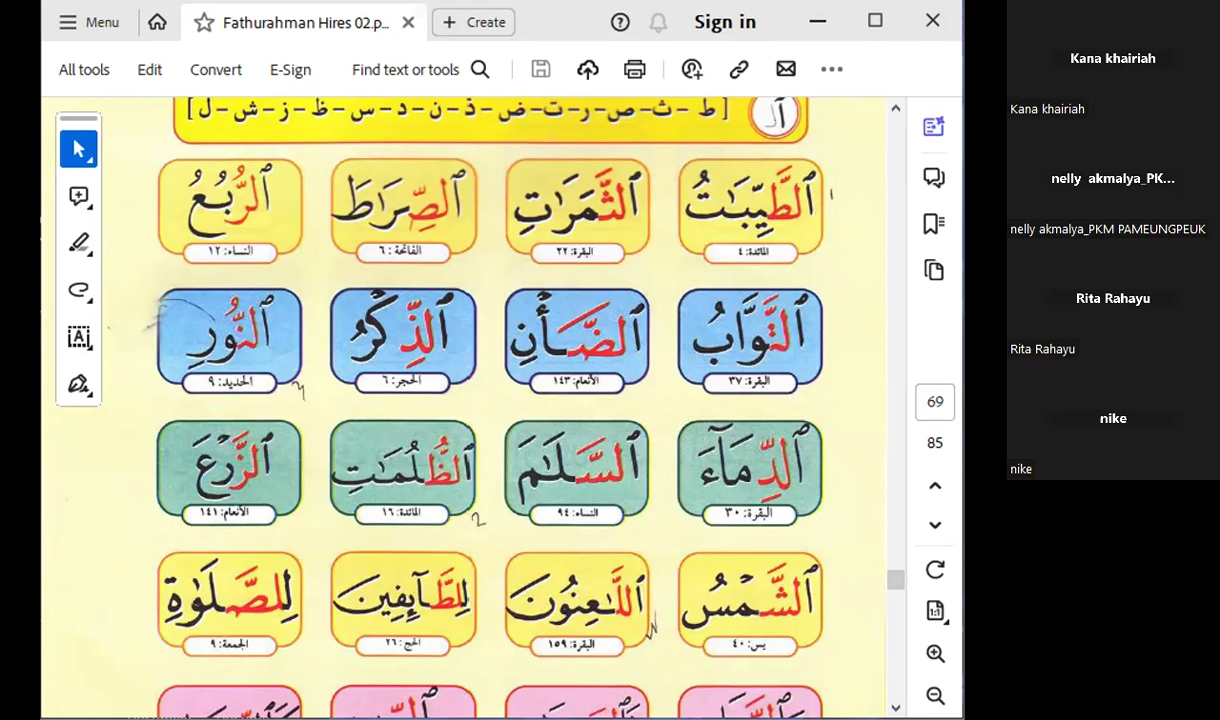 Menu
Fathurahman Hires 02.p...
Create
Sign in
All tools
Edit
Convert
E-Sign
Find text or tools
[ط - ث - ص - ر - ت - ض - ذ - ن - د - س - ظ - ز - ش - ل]
ٱلطَّيِّبَـٰتُ ٱلثَّمَرَٰتِ ٱلصِّرَٰطَ ٱلرُّبُعُ
المائدة: ٤ البقرة: ٢٢ الفاتحة: ٦ النساء: ١٢
ٱلتَّوَّابُ ٱلضَّأْنِ ٱلذِّكْرُ ٱلنُّورِ
البقرة: ٣٧ الأنعام: ١٤٣ الحجر: ٦ الحديد: ٩
ٱلدِّمَآءَ ٱلسَّلَـٰمَ ٱلظُّلُمَـٰتِ ٱلزَّرْعَ
البقرة: ٣٠ النساء: ٩٤ المائدة: ١٦ الأنعام: ١٤١
ٱلشَّمْسُ ٱللَّـٰعِنُونَ لِلطَّآئِفِينَ لِلصَّلَوٰةِ
يس: ٤٠ البقرة: ١٥٩ الحج: ٢٦ الجمعة: ٩
69
85
Kana khairiah
Kana khairiah
nelly akmalya_PK...
nelly akmalya_PKM PAMEUNGPEUK
Rita Rahayu
Rita Rahayu
nike
nike